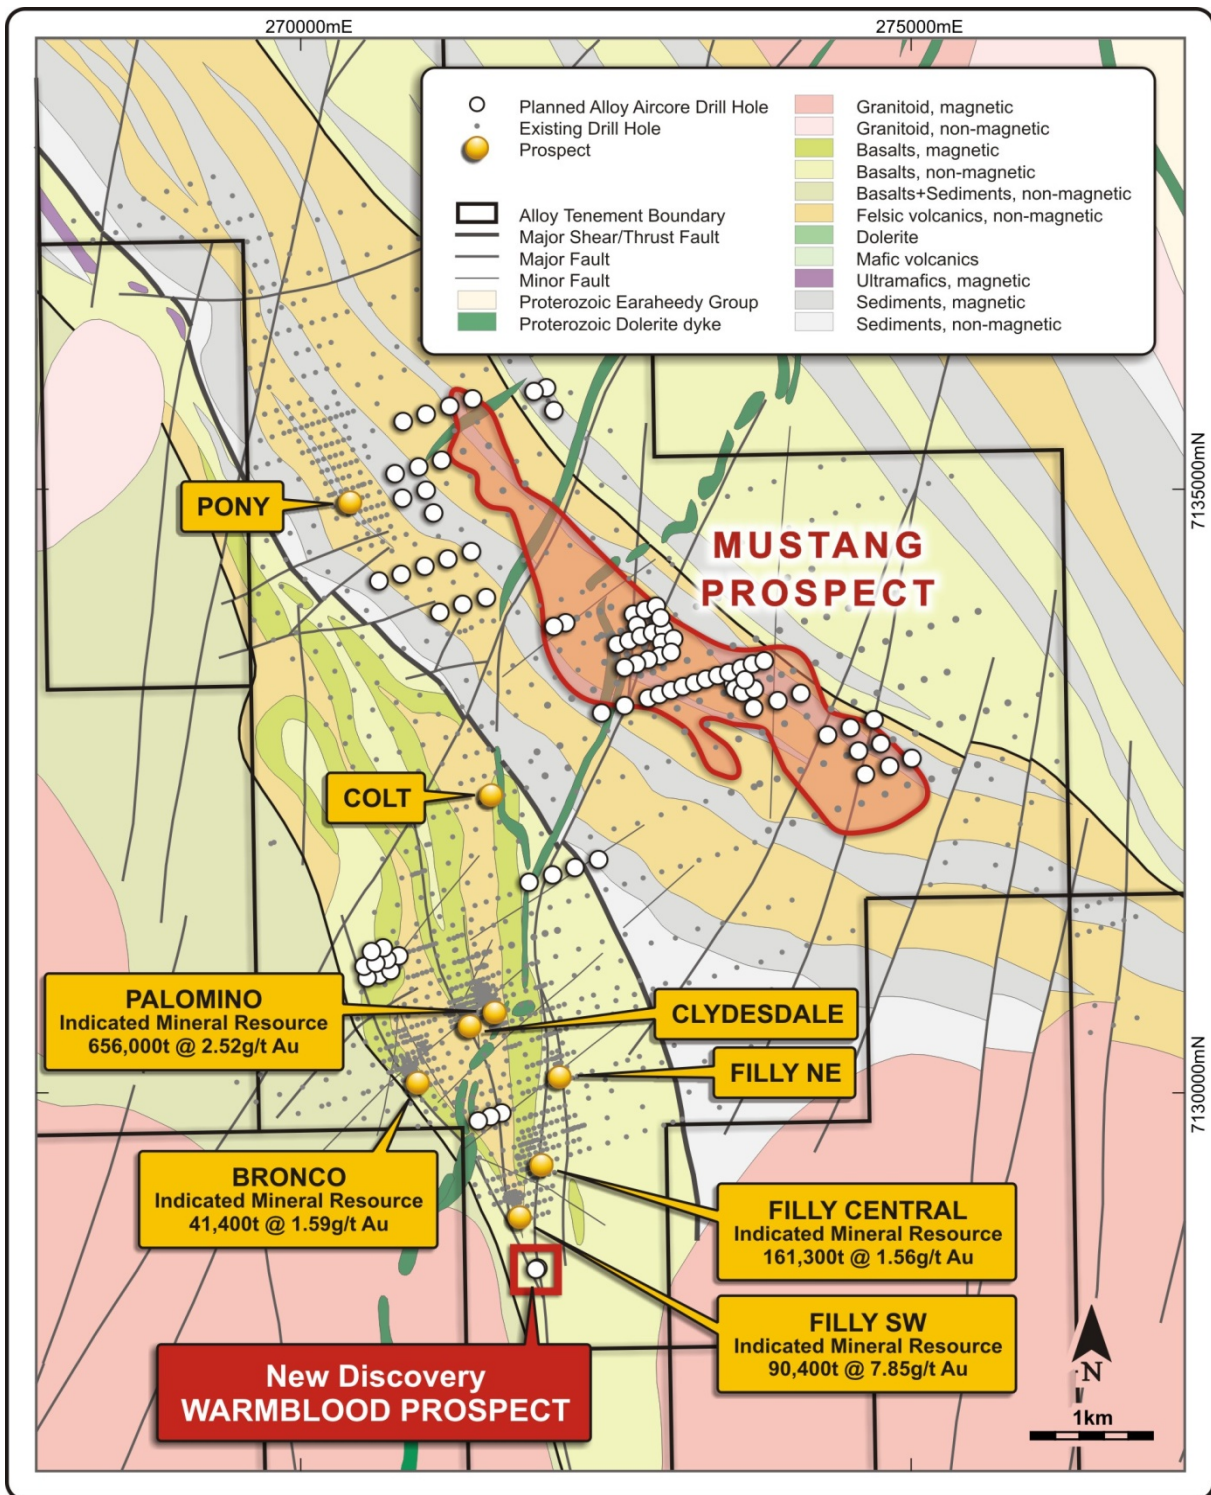 270000mE
275000mE
Planned Alloy Aircore Drill Hole
Existing Drill Hole
Prospect
Alloy Tenement Boundary
Major Shear/Thrust Fault
Major Fault
Minor Fault
Proterozoic Earaheedy Group
Proterozoic Dolerite dyke
Granitoid, magnetic
Granitoid, non-magnetic
Basalts, magnetic
Basalts, non-magnetic
Basalts+Sediments, non-magnetic
Felsic volcanics, non-magnetic
Dolerite
Mafic volcanics
Ultramafics, magnetic
Sediments, magnetic
Sediments, non-magnetic
7135000mN
PONY
MUSTANG
PROSPECT
COLT
PALOMINO
Indicated Mineral Resource
656,000t @ 2.52g/t Au
CLYDESDALE
FILLY NE
7130000mN
BRONCO
Indicated Mineral Resource
41,400t @ 1.59g/t Au
FILLY CENTRAL
Indicated Mineral Resource
161,300t @ 1.56g/t Au
FILLY SW
Indicated Mineral Resource
90,400t @ 7.85g/t Au
New Discovery
WARMBLOOD PROSPECT
N
1km